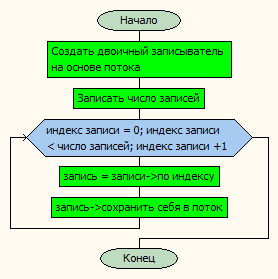 Начало
Создать двоичный записыватель
на основе потока
Записать число записей
индекс записи = 0; индекс записи
< число записей; индекс записи +1
запись = записи->по индексу
запись->сохранить себя в поток
Конец